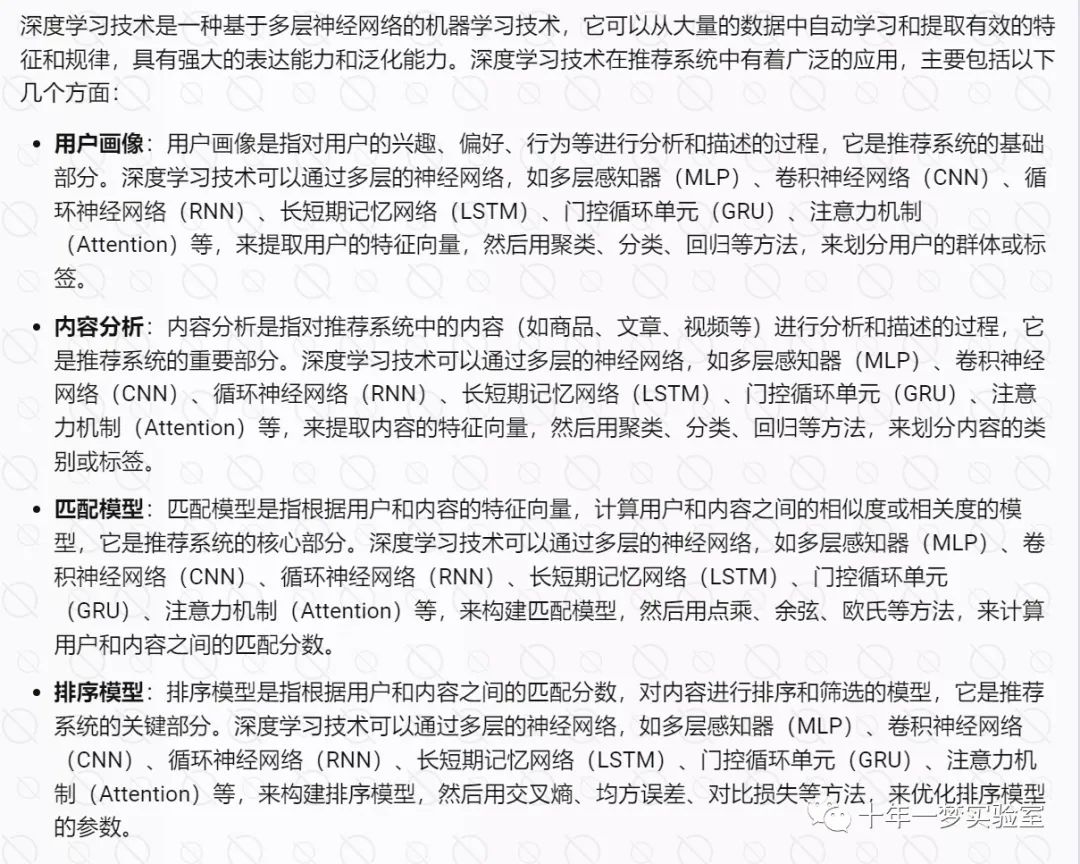 深度学习技术是一种基于多层神经网络的机器学习技术，它可以从大量的数据中自动学习和提取有效的特
征和规律，具有强大的表达能力和泛化能力。深度学习技术在推荐系统中有着广泛的应用，主要包括以下
几个方面：
• 用户画像：用户画像是指对用户的兴趣、偏好、行为等进行分析和描述的过程，它是推荐系统的基础
部分。深度学习技术可以通过多层的神经网络，如多层感知器（MLP）、卷积神经网络（CNN）、循
环神经网络（RNN）、长短期记忆网络（LSTM）、门控循环单元（GRU）、注意力机制
（Attention）等，来提取用户的特征向量，然后用聚类、分类、回归等方法，来划分用户的群体或标
签。
• 内容分析：内容分析是指对推荐系统中的内容（如商品、文章、视频等）进行分析和描述的过程，它
是推荐系统的重要部分。深度学习技术可以通过多层的神经网络，如多层感知器（MLP）、卷积神经
网络（CNN）、循环神经网络（RNN）、长短期记忆网络（LSTM）、门控循环单元（GRU）、注意
力机制（Attention）等，来提取内容的特征向量，然后用聚类、分类、回归等方法，来划分内容的类
别或标签。
• 匹配模型：匹配模型是指根据用户和内容的特征向量，计算用户和内容之间的相似度或相关度的模
型，它是推荐系统的核心部分。深度学习技术可以通过多层的神经网络，如多层感知器（MLP）、卷
积神经网络（CNN）、循环神经网络（RNN）、长短期记忆网络（LSTM）、门控循环单元
（GRU）、注意力机制（Attention）等，来构建匹配模型，然后用点乘、余弦、欧氏等方法，来计算
用户和内容之间的匹配分数。
• 排序模型：排序模型是指根据用户和内容之间的匹配分数，对内容进行排序和筛选的模型，它是推荐
系统的关键部分。深度学习技术可以通过多层的神经网络，如多层感知器（MLP）、卷积神经网络
（CNN）、循环神经网络（RNN）、长短期记忆网络（LSTM）、门控循环单元（GRU）、注意力机
制（Attention）等，来构建排序模型，然后用交叉熵、均方误差、对比损失等方法，来优化排序模型
的参数。
十年一梦实验室